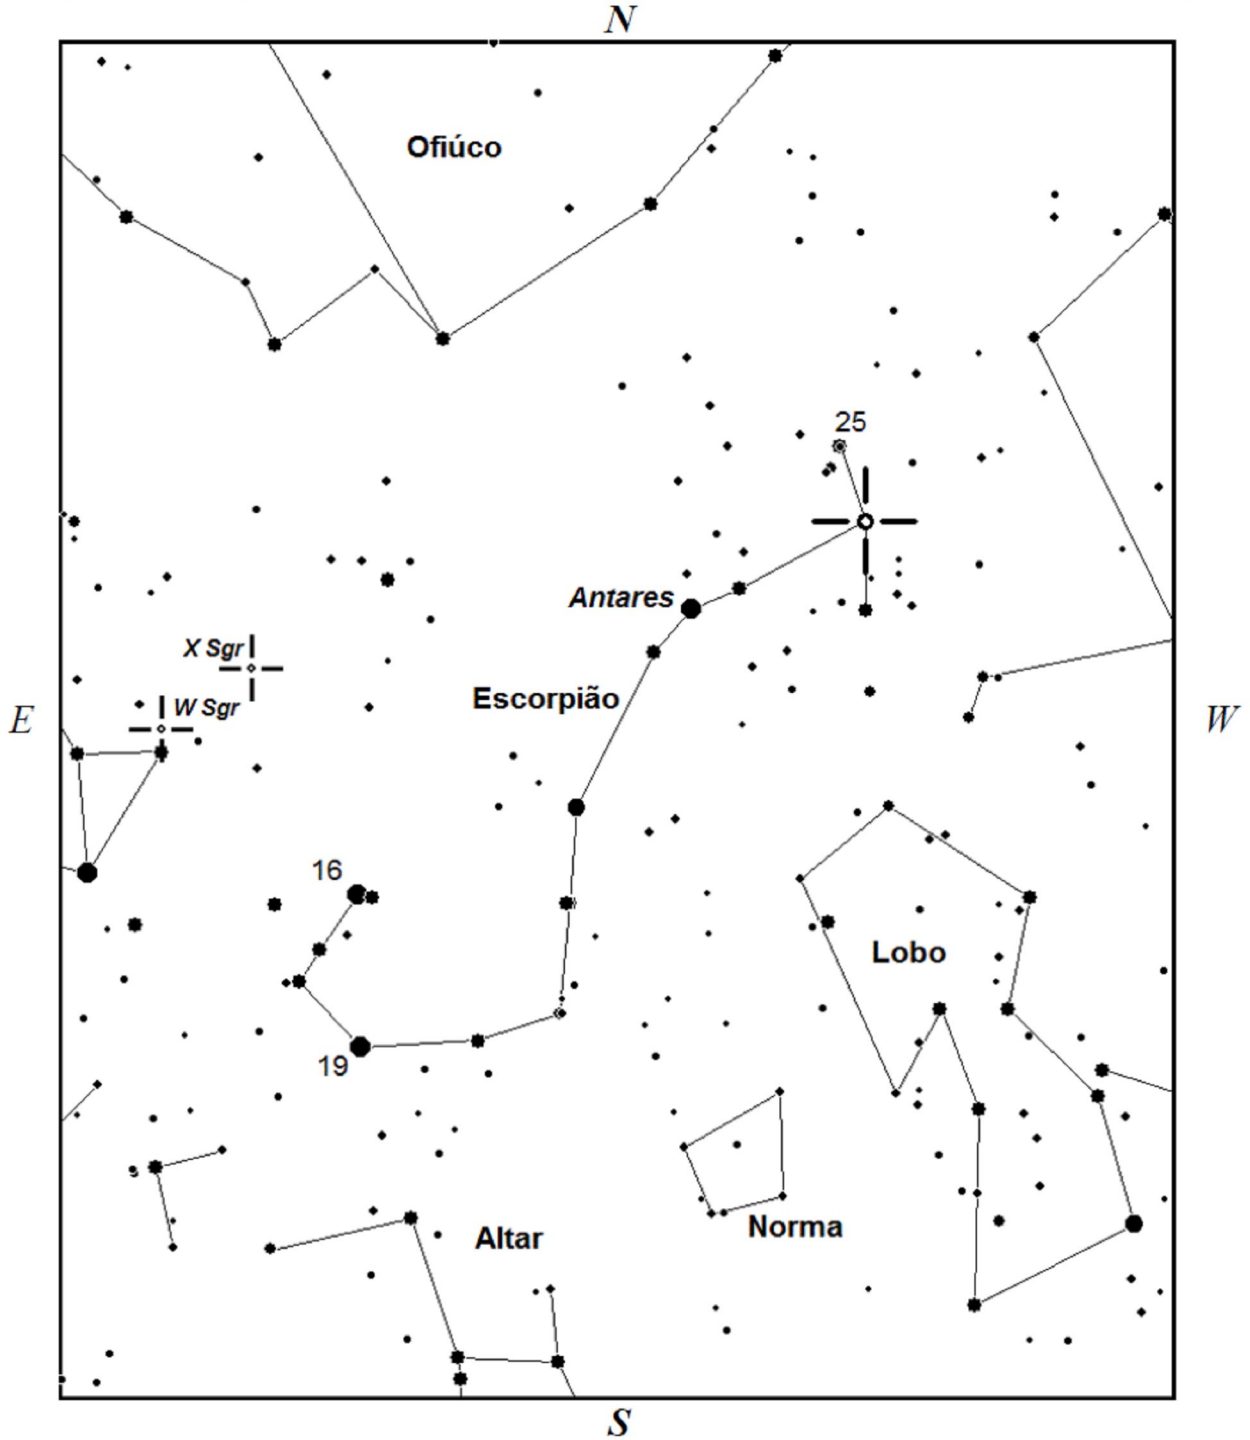 N
Ofiúco
25
Antares
X Sgr
Escorpião
E
W Sgr
W
16
Lobo
19
Norma
Altar
S